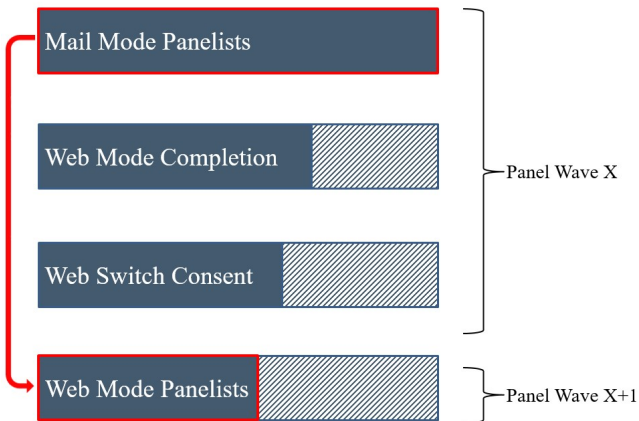 Mail Mode Panelists
Web Mode Completion
Panel Wave X
Web Switch Consent
Web Mode Panelists
Panel Wave X+1